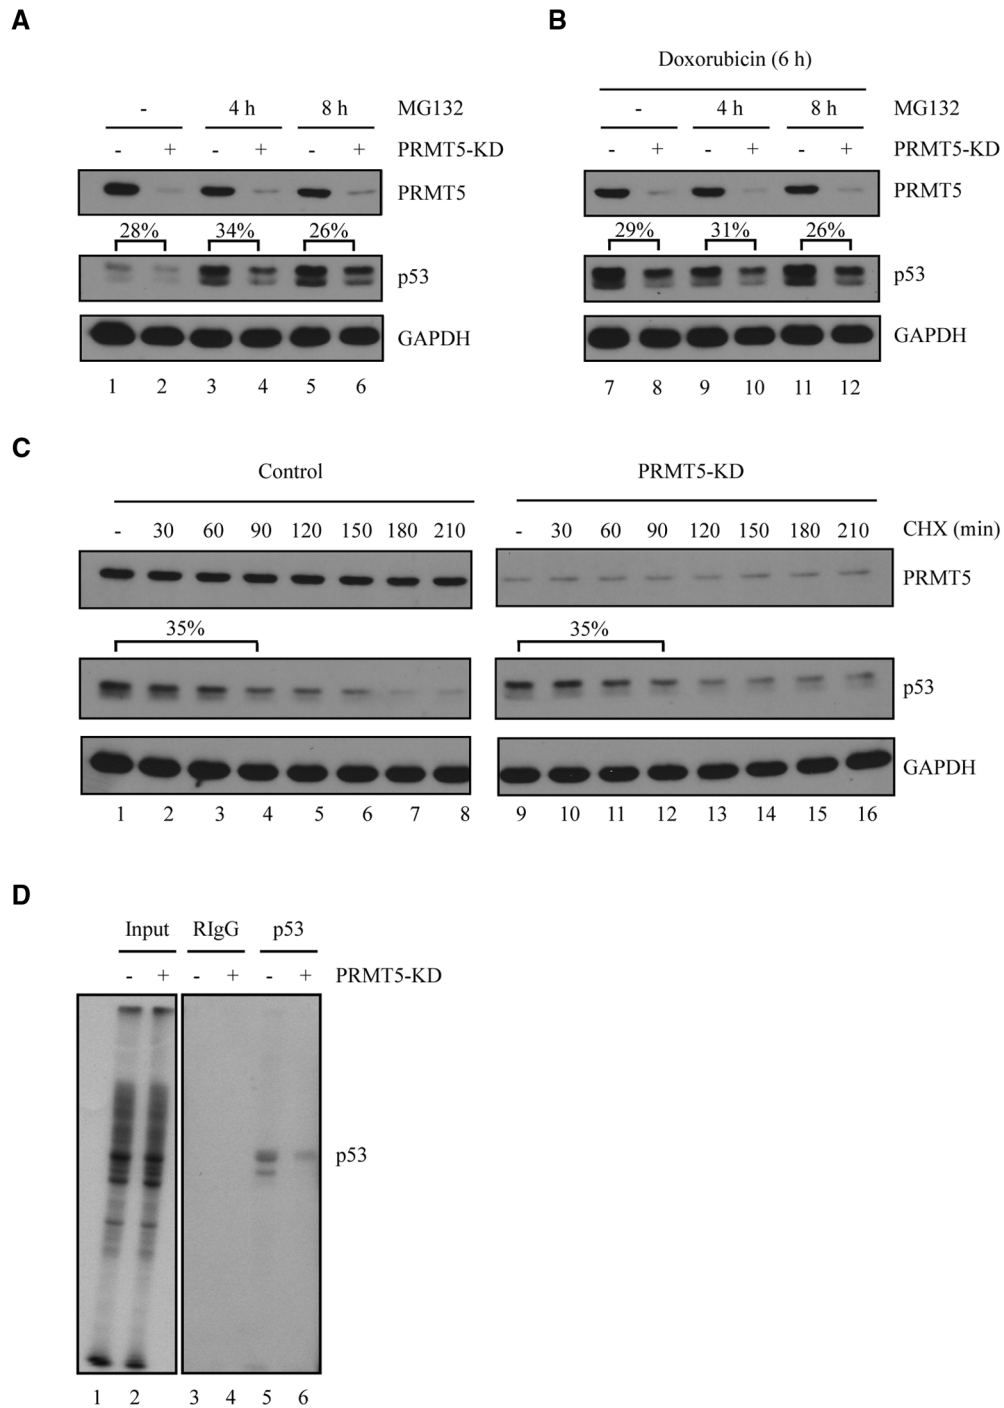 A
- 4 h 8 h MG132
- + - + - + PRMT5-KD
PRMT5
28% 34% 26%
p53
GAPDH
1 2 3 4 5 6
B
Doxorubicin (6 h)
- 4 h 8 h MG132
- + - + - + PRMT5-KD
PRMT5
29% 31% 26%
p53
GAPDH
7 8 9 10 11 12
C
Control PRMT5-KD
- 30 60 90 120 150 180 210 - 30 60 90 120 150 180 210 CHX (min)
PRMT5
35% 35%
p53
GAPDH
1 2 3 4 5 6 7 8 9 10 11 12 13 14 15 16
D
Input RIgG p53
- + - + - + PRMT5-KD
p53
1 2 3 4 5 6